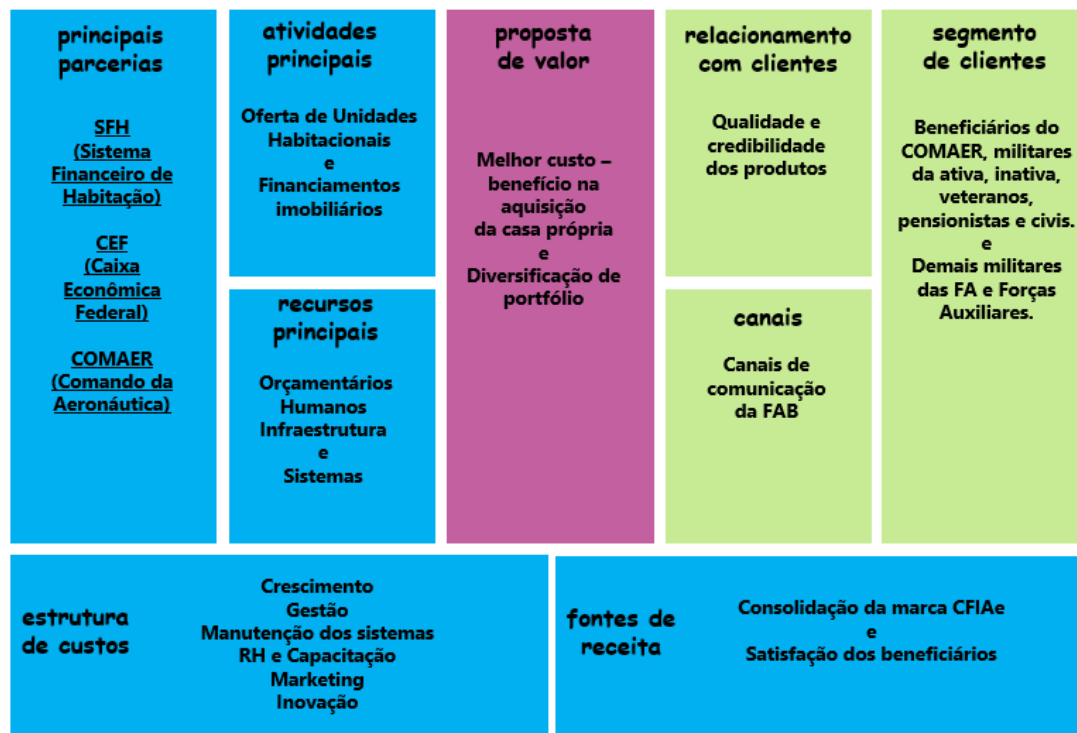 principais
parcerias
SFH
(Sistema
Financeiro de
Habitação)
CEF
(Caixa
Econômica
Federal)
COMAER
(Comando da
Aeronáutica)
atividades
principais
Oferta de Unidades
Habitacionais
e
Financiamentos
imobiliários
recursos
principais
Orçamentários
Humanos
Infraestrutura
e
Sistemas
proposta
de valor
Melhor custo –
benefício na
aquisição
da casa própria
e
Diversificação de
portfólio
relacionamento
com clientes
Qualidade e
credibilidade
dos produtos
canais
Canais de
comunicação
da FAB
segmento
de clientes
Beneficiários do
COMAER, militares
da ativa, inativa,
veteranos,
pensionistas e civis.
e
Demais militares
das FA e Forças
Auxiliares.
estrutura
de custos
Crescimento
Gestão
Manutenção dos sistemas
RH e Capacitação
Marketing
Inovação
fontes de
receita
Consolidação da marca CFIAe
e
Satisfação dos beneficiários